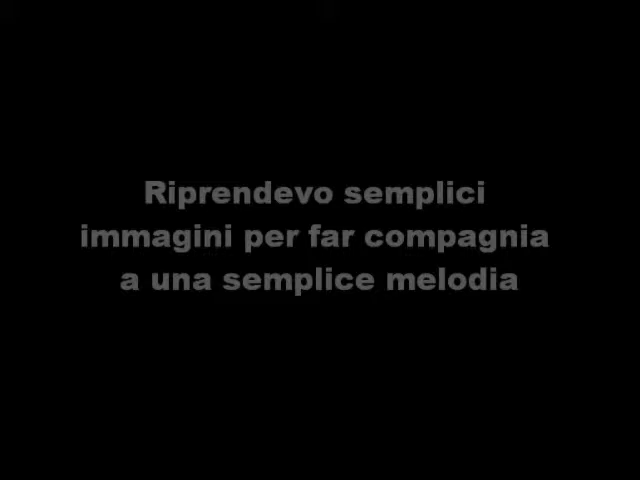 Riprendevo semplici
immagini per far compagnia
a una semplice melodia